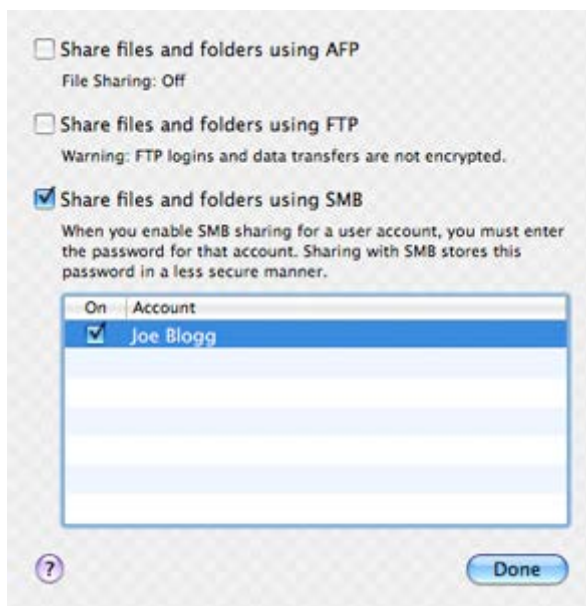 Share files and folders using AFP
File Sharing: Off
Share files and folders using FTP
Warning: FTP logins and data transfers are not encrypted.
Share files and folders using SMB
When you enable SMB sharing for a user account, you must enter
the password for that account. Sharing with SMB stores this
password in a less secure manner.
On Account
Joe Blogg
? Done